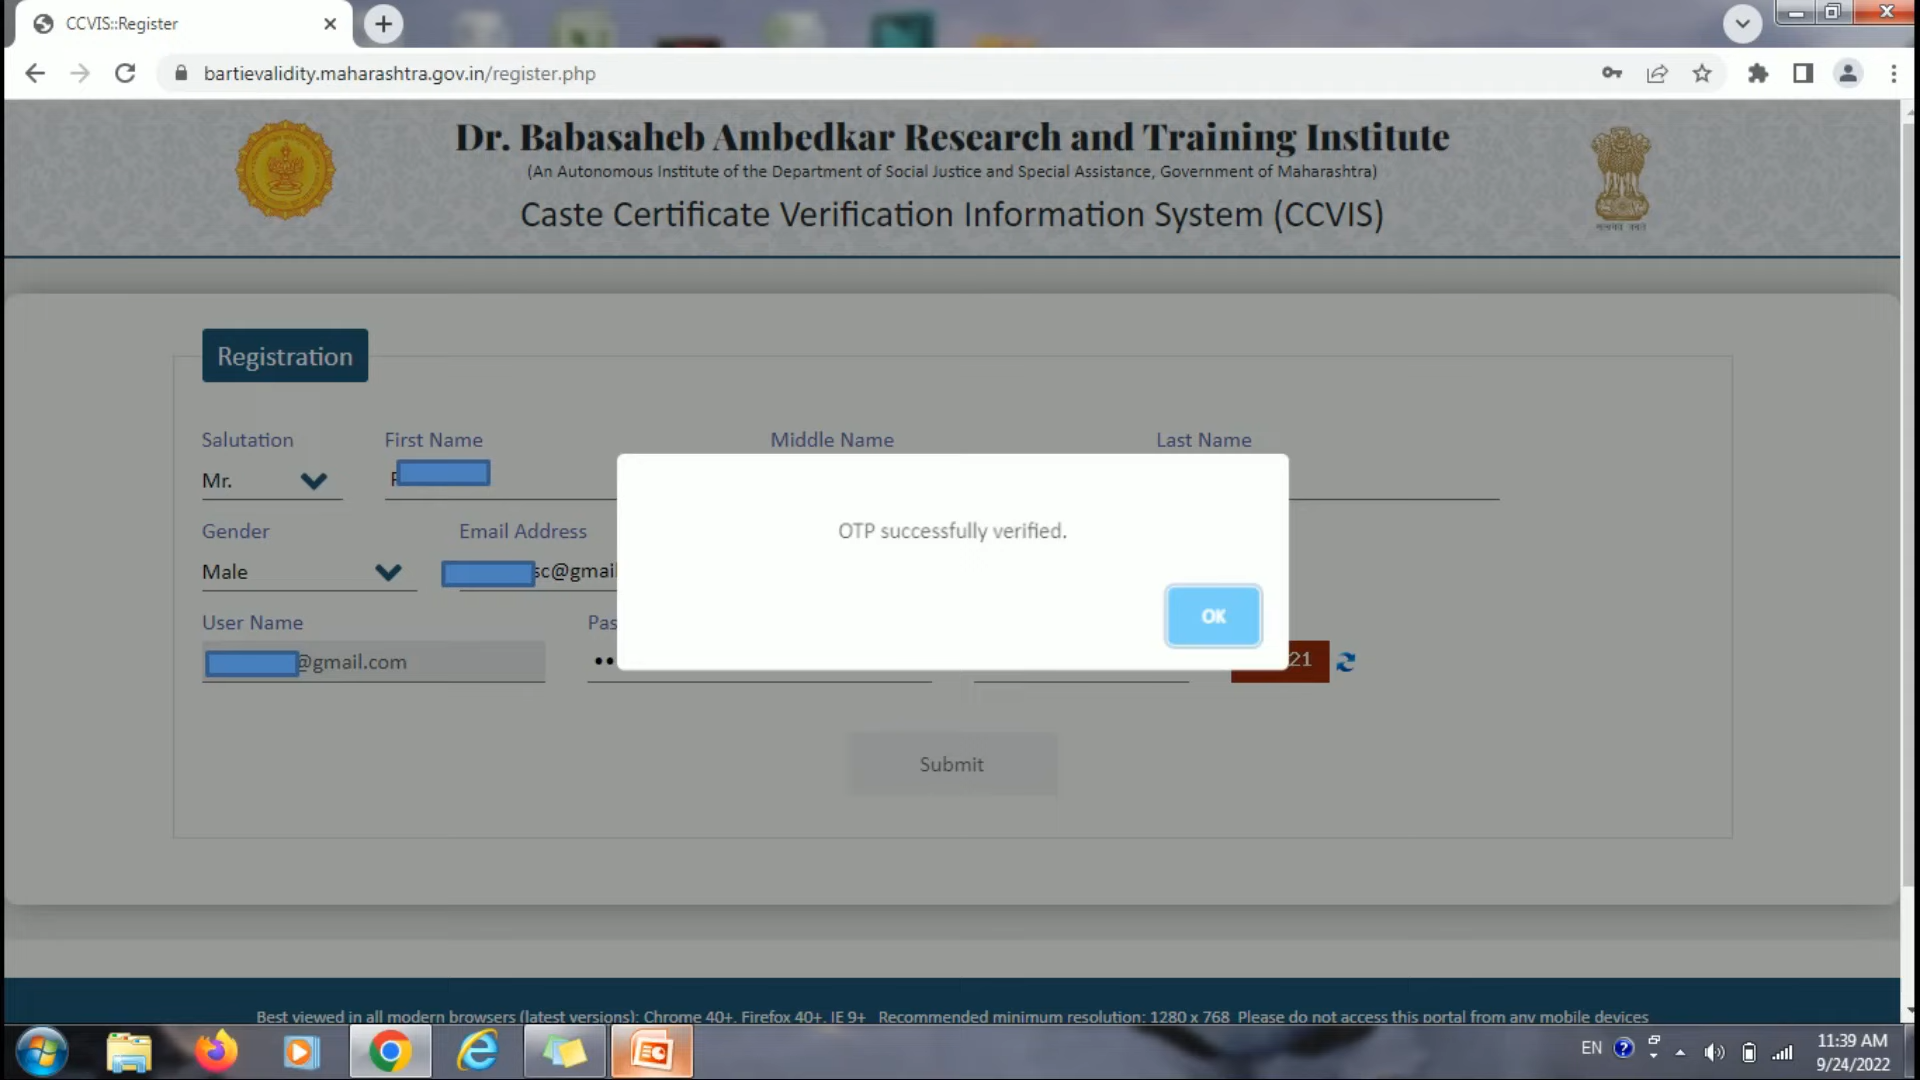 CCVIS::Register
bartievalidity.maharashtra.gov.in/register.php
Dr. Babasaheb Ambedkar Research and Training Institute
(An Autonomous Institute of the Department of Social Justice and Special Assistance, Government of Maharashtra)
Caste Certificate Verification Information System (CCVIS)
Registration
Salutation First Name Middle Name Last Name
Mr.
OTP successfully verified.
Gender Email Address
Male sc@gmail
OK
User Name Pas
@gmail.com 21
Submit
Best viewed in all modern browsers (latest versions): Chrome 40+, Firefox 40+, IE 9+ Recommended minimum resolution: 1280 x 768 Please do not access this portal from any mobile devices
EN 11:39 AM
9/24/2022